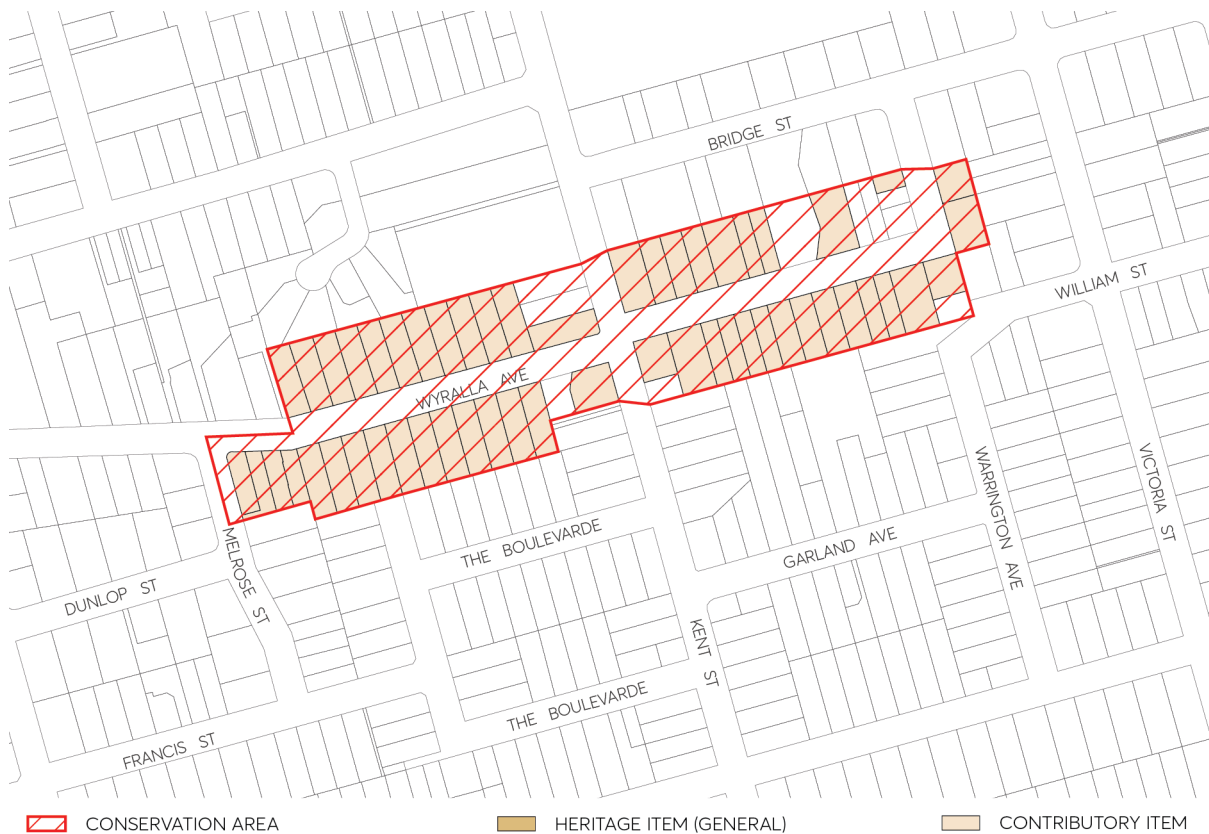 BRIDGE ST
WILLIAM ST
WYRALLA AVE
VICTORIA ST
WARRINGTON AVE
THE BOULEVARDE
GARLAND AVE
MELROSE ST
DUNLOP ST
KENT ST
THE BOULEVARDE
FRANCIS ST
CONSERVATION AREA
HERITAGE ITEM (GENERAL)
CONTRIBUTORY ITEM